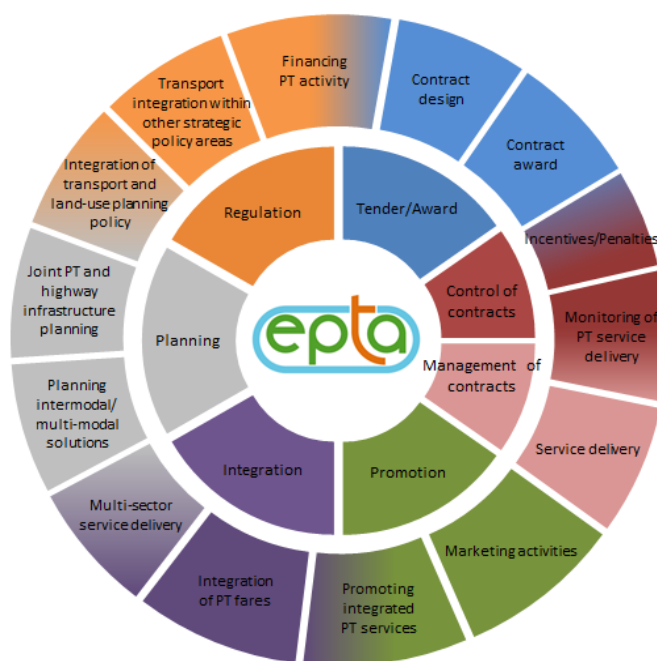 Financing
PT activity
Contract
design
Contract
award
Incentives/Penalties
Monitoring of
PT service
delivery
Service delivery
Marketing activities
Promoting
integrated
PT services
Integration
of PT fares
Multi-sector
service delivery
Planning
intermodal/
multi-modal
solutions
Joint PT and
highway
infrastructure
planning
Integration of
transport and
land-use planning
policy
Transport
integration within
other strategic
policy areas
Regulation
Tender/Award
Control of
contracts
Management of
contracts
Promotion
Integration
Planning
epta